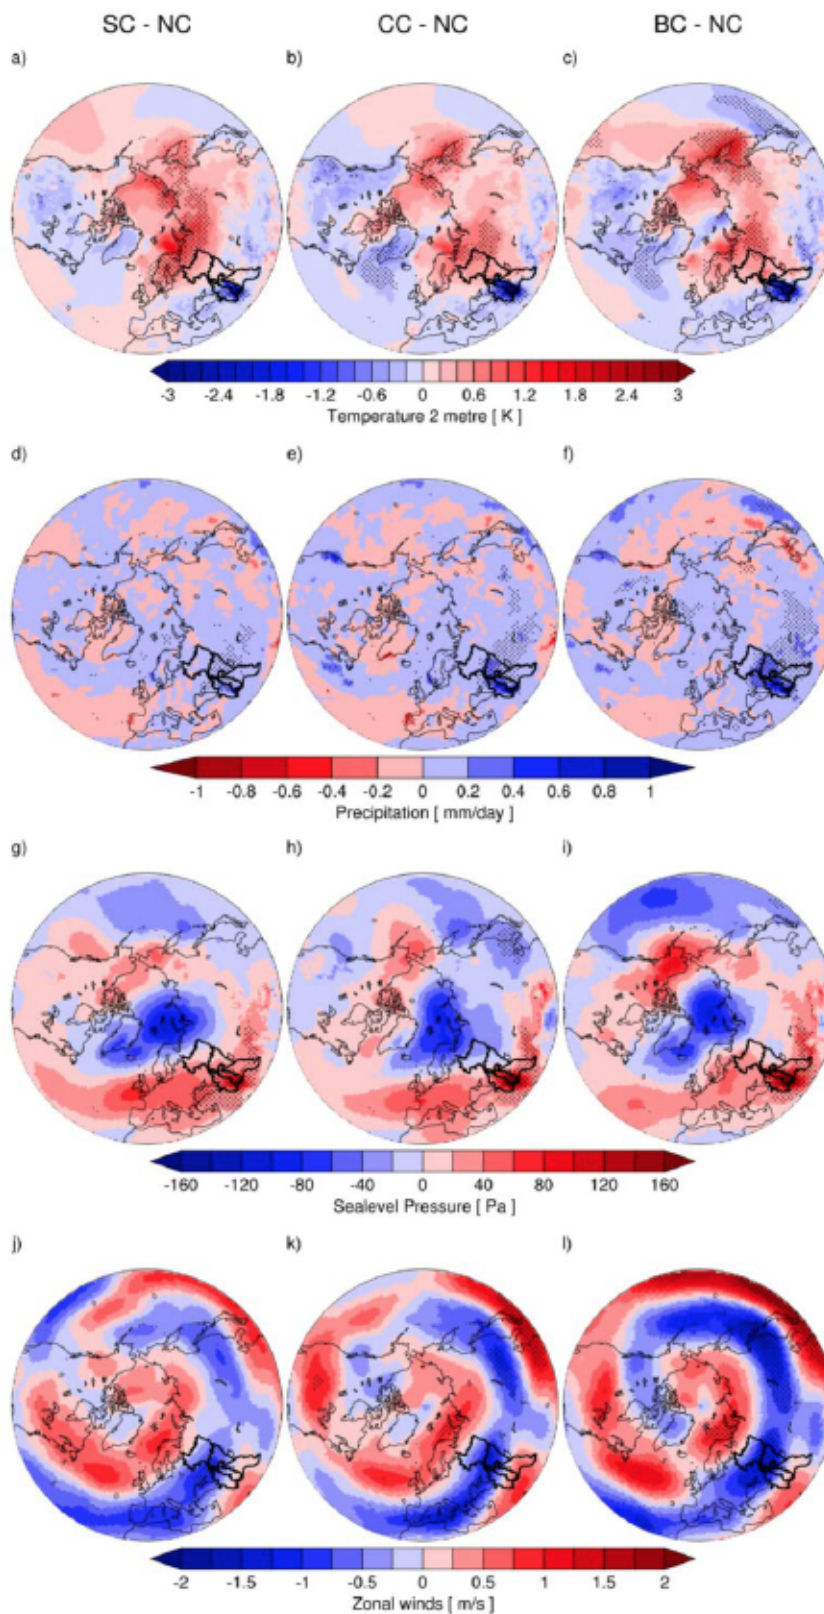 SC - NC CC - NC BC - NC
a) b) c)
-3 -2.4 -1.8 -1.2 -0.6 0 0.6 1.2 1.8 2.4 3
Temperature 2 metre [ K ]
d) e) f)
-1 -0.8 -0.6 -0.4 -0.2 0 0.2 0.4 0.6 0.8 1
Precipitation [ mm/day ]
g) h) i)
-160 -120 -80 -40 0 40 80 120 160
Sealevel Pressure [ Pa ]
j) k) l)
-2 -1.5 -1 -0.5 0 0.5 1 1.5 2
Zonal winds [ m/s ]